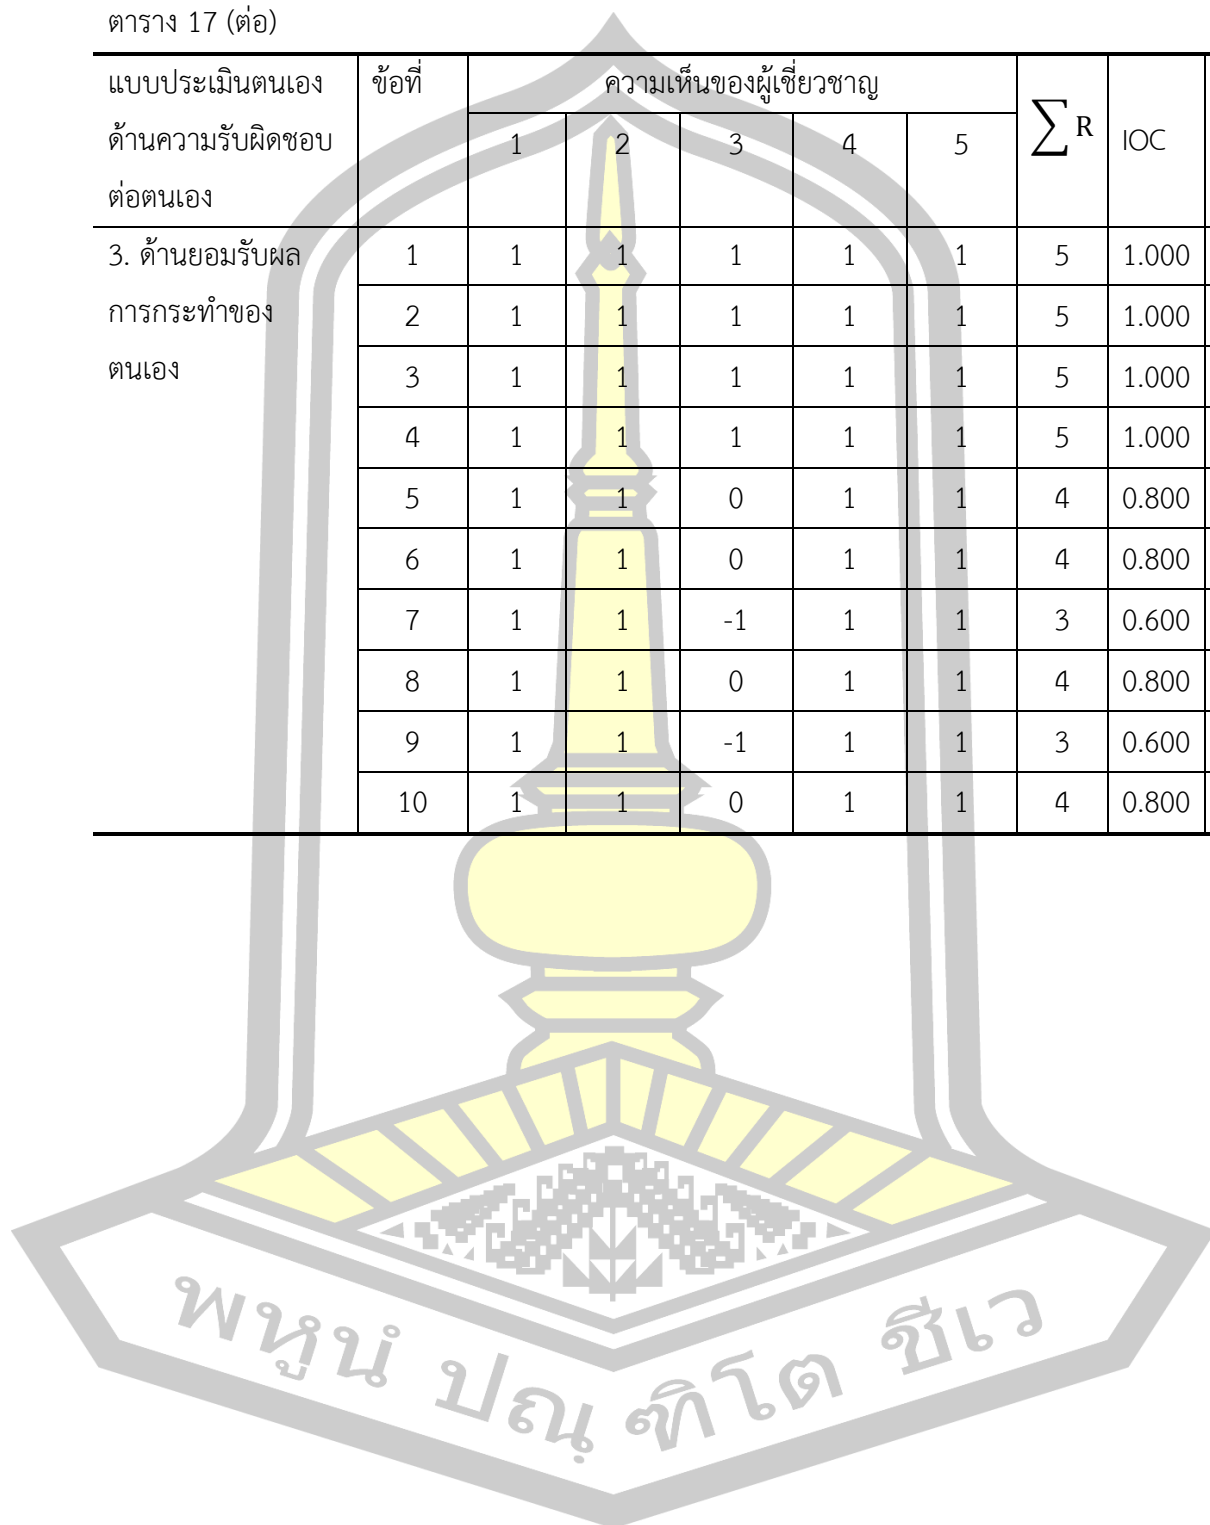 ตาราง 17 (ต่อ)
แบบประเมินตนเอง ข้อที่ ความเห็นของผู้เชี่ยวชาญ ∑R IOC
ด้านความรับผิดชอบ 1 2 3 4 5
ต่อตนเอง
3. ด้านยอมรับผล 1 1 1 1 1 1 5 1.000
การกระทำของ 2 1 1 1 1 1 5 1.000
ตนเอง 3 1 1 1 1 1 5 1.000
4 1 1 1 1 1 5 1.000
5 1 1 0 1 1 4 0.800
6 1 1 0 1 1 4 0.800
7 1 1 -1 1 1 3 0.600
8 1 1 0 1 1 4 0.800
9 1 1 -1 1 1 3 0.600
10 1 1 0 1 1 4 0.800
พหูนํ ปณฺฑิโต ชีเว